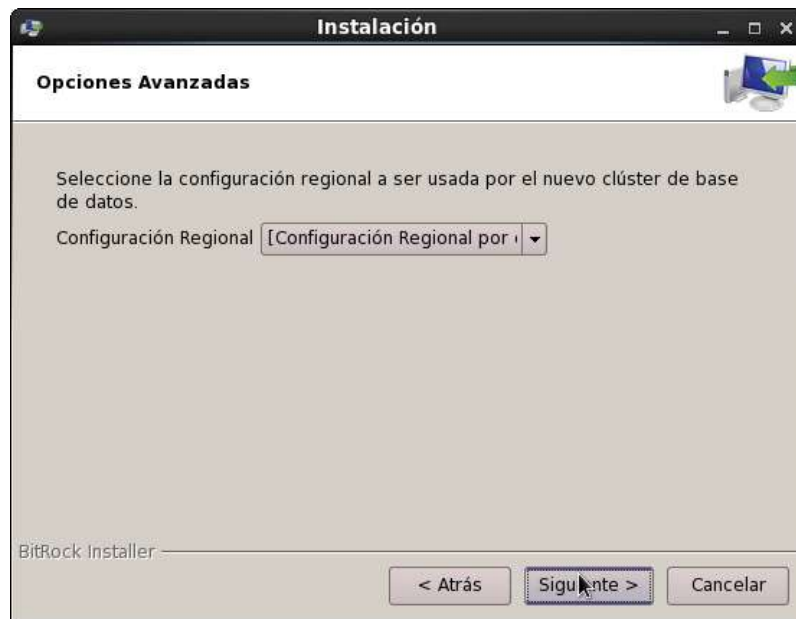 Instalación
Opciones Avanzadas
Seleccione la configuración regional a ser usada por el nuevo clúster de base
de datos.
Configuración Regional [Configuración Regional por
BitRock Installer
< Atrás Siguiente > Cancelar